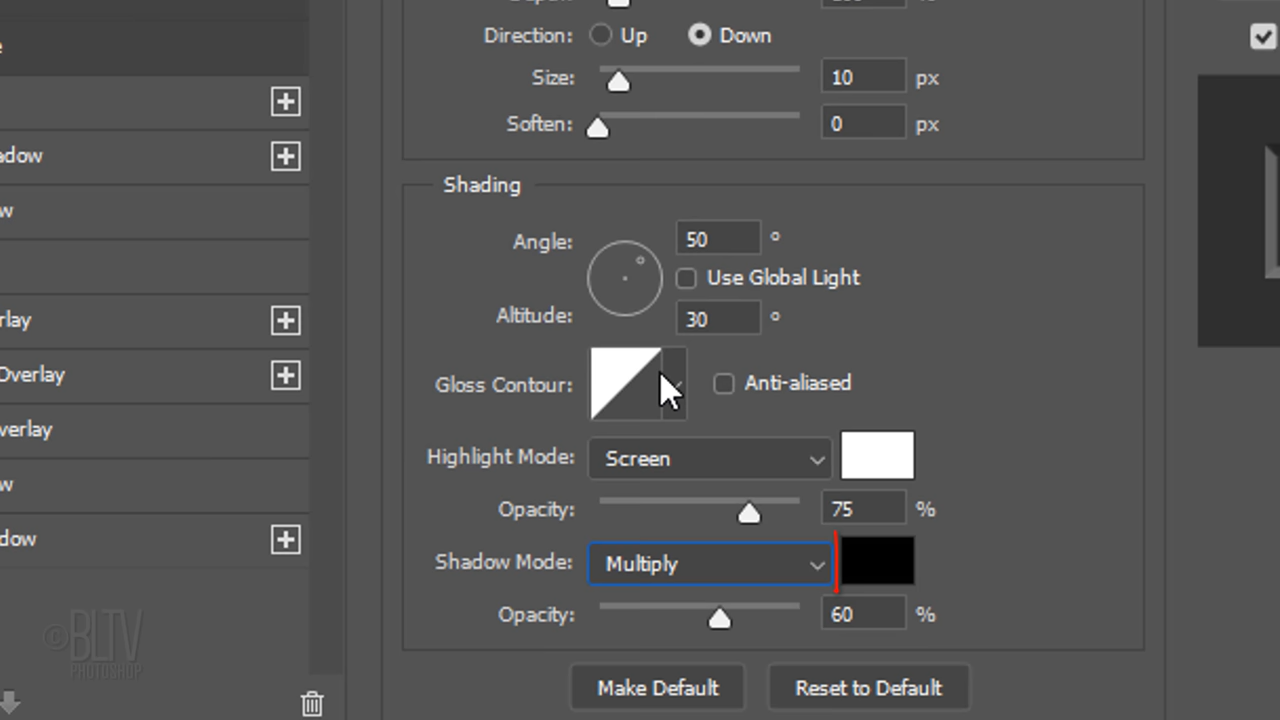 Direction: Up Down
Size: 10 px
Soften: 0 px
adow
Shading
w
Angle: 50 °
Use Global Light
rlay
Altitude: 30 °
Overlay
Gloss Contour: Anti-aliased
verlay
Highlight Mode: Screen
w
Opacity: 75 %
dow
Shadow Mode: Multiply
Opacity: 60 %
©BLTV
PHOTOSHOP
Make Default Reset to Default